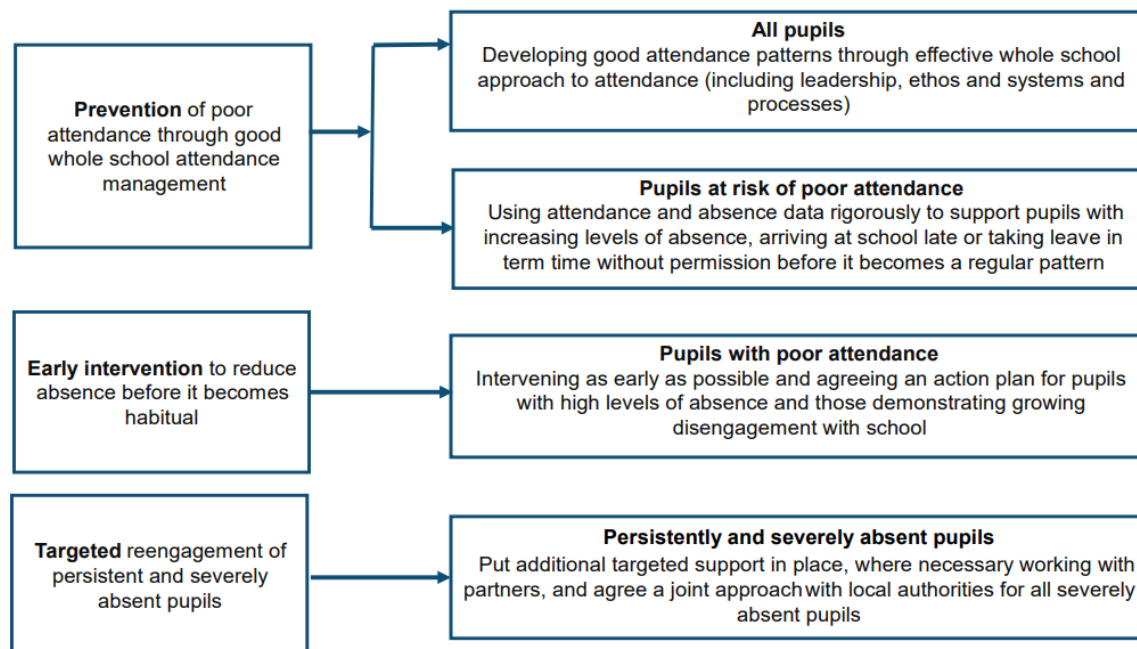 Prevention of poor
attendance through good
whole school attendance
management
All pupils
Developing good attendance patterns through effective whole school
approach to attendance (including leadership, ethos and systems and
processes)
Pupils at risk of poor attendance
Using attendance and absence data rigorously to support pupils with
increasing levels of absence, arriving at school late or taking leave in
term time without permission before it becomes a regular pattern
Early intervention to reduce
absence before it becomes
habitual
Pupils with poor attendance
Intervening as early as possible and agreeing an action plan for pupils
with high levels of absence and those demonstrating growing
disengagement with school
Targeted reengagement of
persistent and severely
absent pupils
Persistently and severely absent pupils
Put additional targeted support in place, where necessary working with
partners, and agree a joint approach with local authorities for all severely
absent pupils